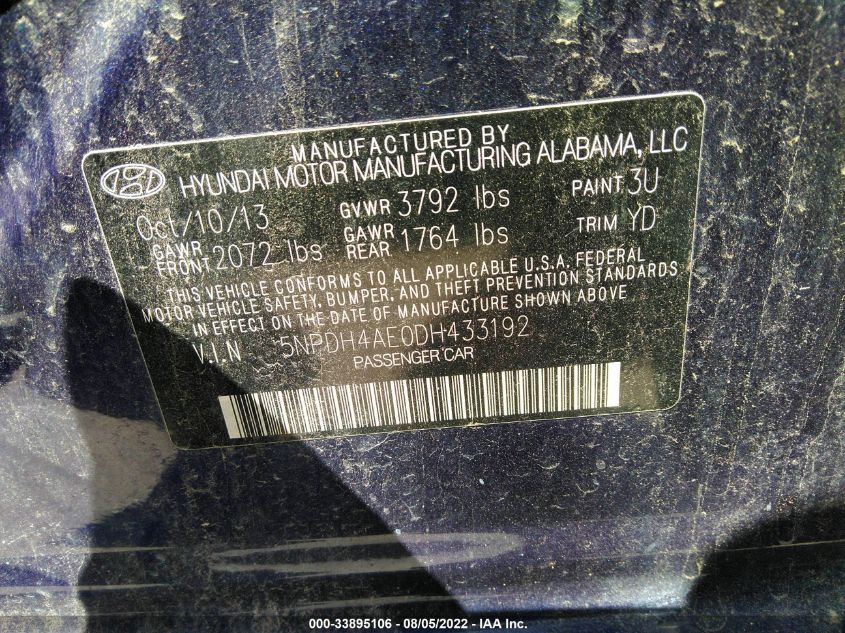 MANUFACTURED BY
HYUNDAI MOTOR MANUFACTURING ALABAMA, LLC
Oct/10/13 GVWR 3792 lbs PAINT 3U
GAWR FRONT 2072 lbs GAWR REAR 1764 lbs TRIM YD
THIS VEHICLE CONFORMS TO ALL APPLICABLE U.S.A. FEDERAL
MOTOR VEHICLE SAFETY, BUMPER, AND THEFT PREVENTION STANDARDS
IN EFFECT ON THE DATE OF MANUFACTURE SHOWN ABOVE
V.I.N 5NPDH4AE0DH433192
PASSENGER CAR
000-33895106 - 08/05/2022 - IAA Inc.